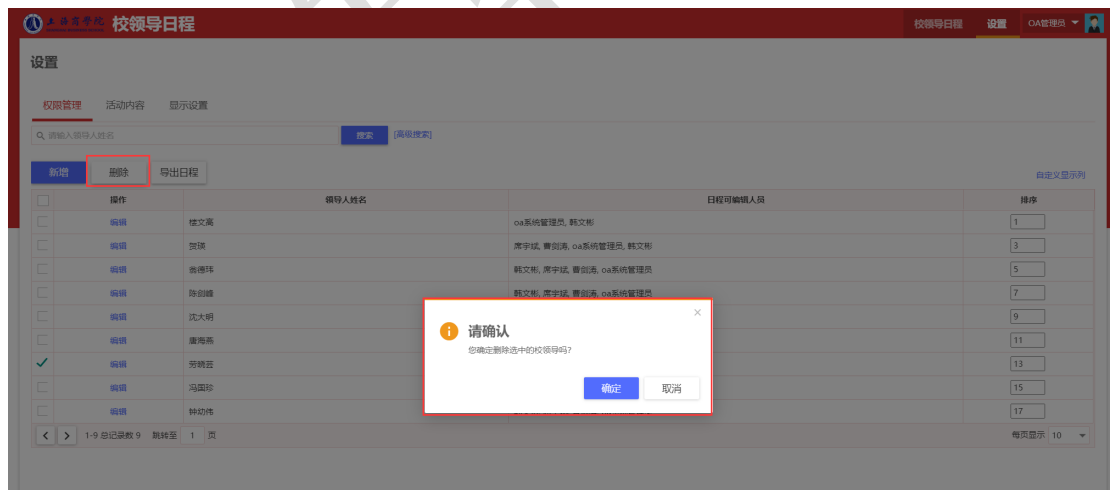 上海商学院 校领导日程
校领导日程 设置 OA管理员
设置
权限管理 活动内容 显示设置
请输入领导人姓名 搜索 [高级搜索]
新增 删除 导出日程
自定义显示列
操作 领导人姓名 日程可编辑人员 排序
编辑 楼文高 oa系统管理员, 韩文彬 1
编辑 贺瑛 席宇斌, 曹剑涛, oa系统管理员, 韩文彬 3
编辑 翁德玮 韩文彬, 席宇斌, 曹剑涛, oa系统管理员 5
编辑 陈剑峰 韩文彬, 席宇斌, 曹剑涛, oa系统管理员 7
编辑 沈大明 9
编辑 唐海燕 11
编辑 劳晓芸 13
编辑 冯国珍 15
编辑 钟幼伟 17
请确认
您确定删除选中的校领导吗?
确定 取消
1-9 总记录数 9 跳转至 1 页
每页显示 10